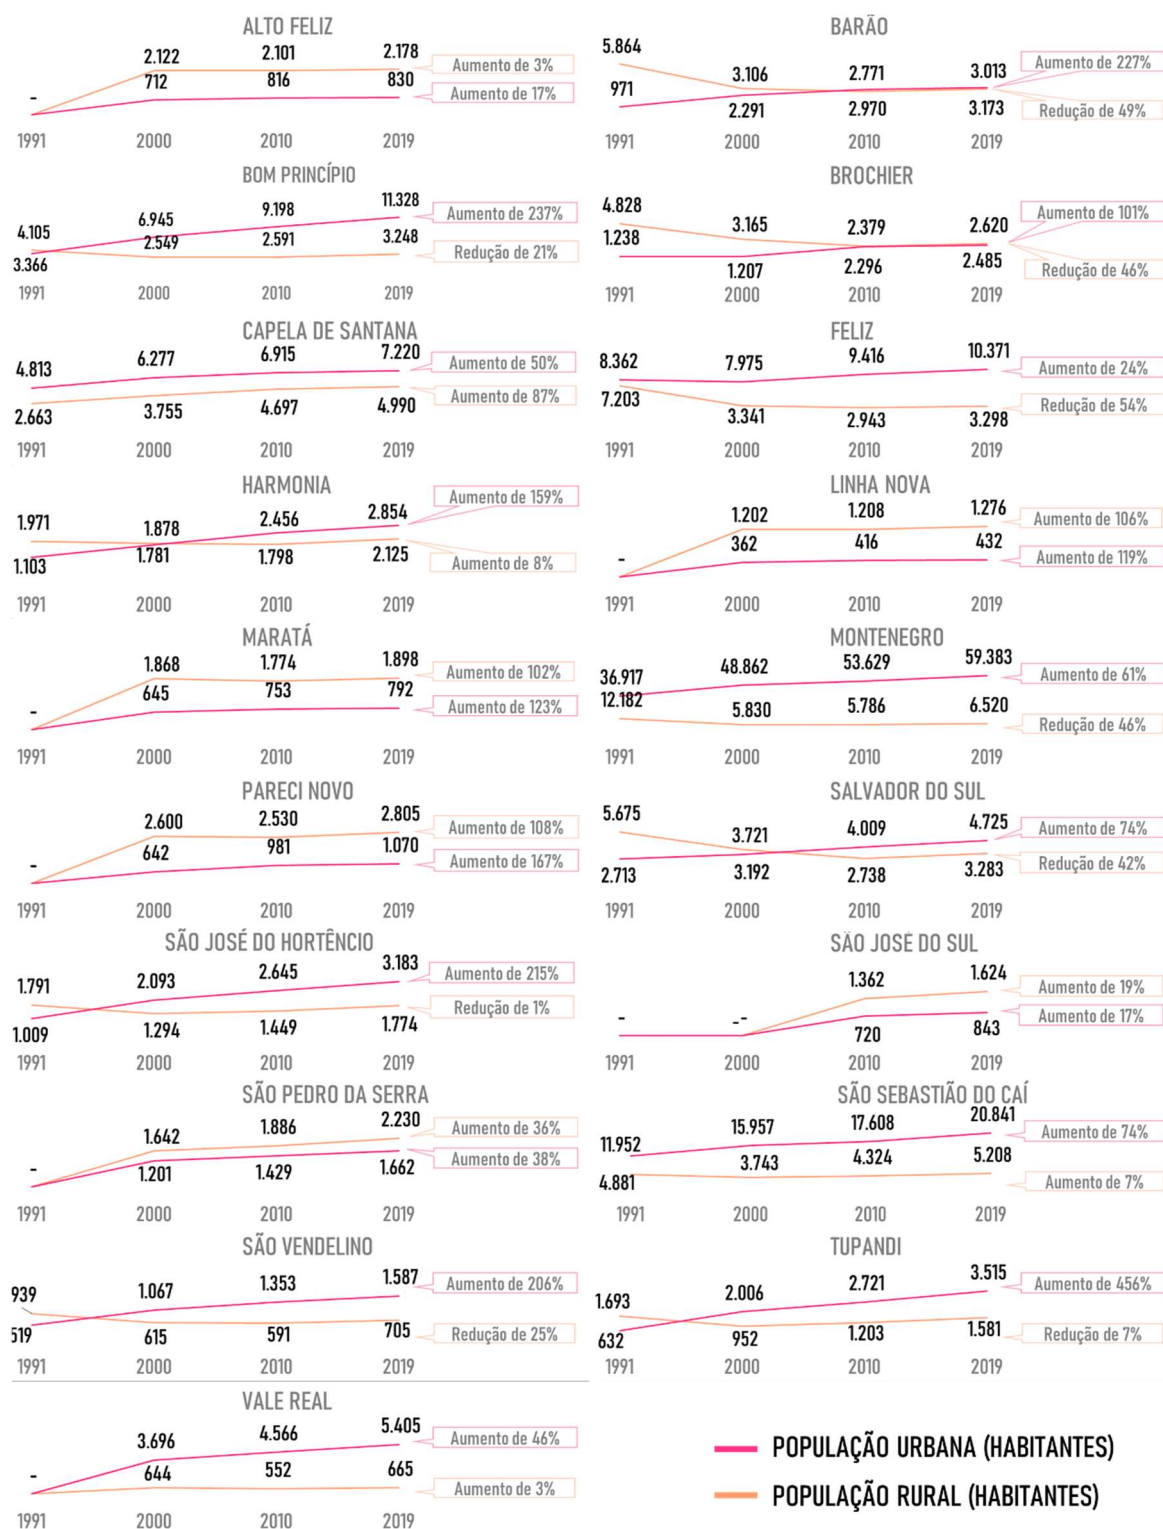 ALTO FELIZ
2.122 2.101 2.178
Aumento de 3%
712 816 830
-
Aumento de 17%
1991 2000 2010 2019
BARÃO
5.864
3.106 2.771 3.013
Aumento de 227%
971
2.291 2.970 3.173
Redução de 49%
1991 2000 2010 2019
BOM PRINCÍPIO
6.945 9.198 11.328
Aumento de 237%
4.105
2.549 2.591 3.248
Redução de 21%
3.366
1991 2000 2010 2019
BROCHIER
4.828
3.165 2.379 2.620
Aumento de 101%
1.238
1.207 2.296 2.485
Redução de 46%
1991 2000 2010 2019
CAPELA DE SANTANA
4.813 6.277 6.915 7.220
Aumento de 50%
Aumento de 87%
2.663 3.755 4.697 4.990
1991 2000 2010 2019
FELIZ
8.362 7.975 9.416 10.371
Aumento de 24%
7.203
Redução de 54%
3.341 2.943 3.298
1991 2000 2010 2019
HARMONIA
Aumento de 159%
1.971 1.878 2.456 2.854
1.103 1.781 1.798 2.125
Aumento de 8%
1991 2000 2010 2019
LINHA NOVA
1.202 1.208 1.276
Aumento de 106%
362 416 432
-
Aumento de 119%
1991 2000 2010 2019
MARATÁ
1.868 1.774 1.898
Aumento de 102%
645 753 792
-
Aumento de 123%
1991 2000 2010 2019
MONTENEGRO
36.917 48.862 53.629 59.383
Aumento de 61%
12.182 5.830 5.786 6.520
Redução de 46%
1991 2000 2010 2019
PARECI NOVO
2.600 2.530 2.805
Aumento de 108%
642 981 1.070
-
Aumento de 167%
1991 2000 2010 2019
SALVADOR DO SUL
5.675
3.721 4.009 4.725
Aumento de 74%
Redução de 42%
2.713 3.192 2.738 3.283
1991 2000 2010 2019
SÃO JOSÉ DO HORTÊNCIO
1.791 2.093 2.645 3.183
Aumento de 215%
Redução de 1%
1.009 1.294 1.449 1.774
1991 2000 2010 2019
SÃO JOSÉ DO SUL
1.362 1.624
Aumento de 19%
- --
Aumento de 17%
720 843
1991 2000 2010 2019
SÃO PEDRO DA SERRA
1.642 1.886 2.230
Aumento de 36%
-
Aumento de 38%
1.201 1.429 1.662
1991 2000 2010 2019
SÃO SEBASTIÃO DO CAÍ
11.952 15.957 17.608 20.841
Aumento de 74%
4.881 3.743 4.324 5.208
Aumento de 7%
1991 2000 2010 2019
SÃO VENDELINO
939 1.067 1.353 1.587
Aumento de 206%
519 615 591 705
Redução de 25%
1991 2000 2010 2019
TUPANDI
1.693 2.006 2.721 3.515
Aumento de 456%
632 952 1.203 1.581
Redução de 7%
1991 2000 2010 2019
VALE REAL
3.696 4.566 5.405
Aumento de 46%
- 644 552 665
Aumento de 3%
1991 2000 2010 2019
POPULAÇÃO URBANA (HABITANTES)
POPULAÇÃO RURAL (HABITANTES)